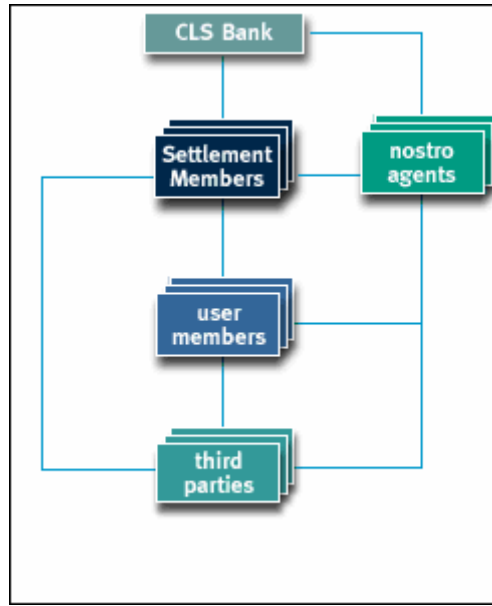 CLS Bank
Settlement
Members
nostro
agents
user
members
third
parties